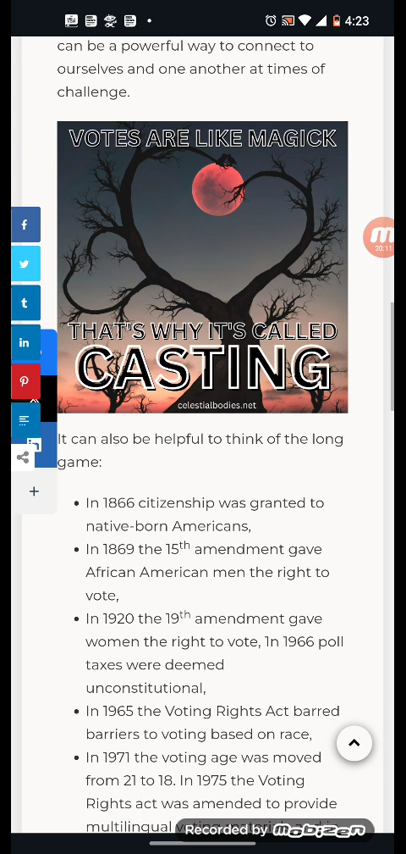 4:23
can be a powerful way to connect to
ourselves and one another at times of
challenge.
VOTES ARE LIKE MAGICK
THAT'S WHY IT'S CALLED
CASTING
celestialbodies.net
20:11
It can also be helpful to think of the long
game:
• In 1866 citizenship was granted to
native-born Americans,
• In 1869 the 15th amendment gave
African American men the right to
vote,
• In 1920 the 19th amendment gave
women the right to vote, In 1966 poll
taxes were deemed
unconstitutional,
• In 1965 the Voting Rights Act barred
barriers to voting based on race,
• In 1971 the voting age was moved
from 21 to 18. In 1975 the Voting
Rights act was amended to provide
multilingual
Recorded by mobizen